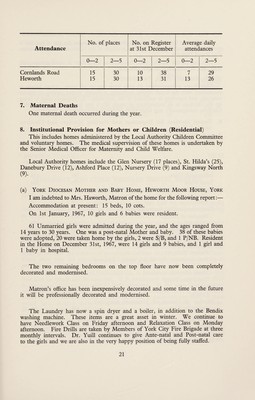 Attendance No. of places No. on Register at 31st December Average daily attendances
0—2 2—5 0—2 2—5 0—2 2—5
Cornlands Road 15 30 10 38 7 29
Heworth 15 30 13 31 13 26
7. Maternal Deaths
One maternal death occurred during the year.
8. Institutional Provision for Mothers or Children (Residential)
This includes homes administered by the Local Authority Children Committee
and voluntary homes. The medical supervision of these homes is undertaken by
the Senior Medical Officer for Maternity and Child Welfare.
Local Authority homes include the Glen Nursery (17 places), St. Hilda's (25),
Danebury Drive (12), Ashford Place (12), Nursery Drive (9) and Kingsway North
(9).
(a) York Diocesan Mother and Baby Home, Heworth Moor House, York
I am indebted to Mrs. Howarth, Matron of the home for the following report:—
Accommodation at present: 15 beds, 10 cots.
On 1st January, 1967, 10 girls and 6 babies were resident.
61 Unmarried girls were admitted during the year, and the ages ranged from
14 years to 30 years. One was a post-natal Mother and baby. 38 of these babies
were adopted, 20 were taken home by the girls, 2 were S/B, and 1 P/NB. Resident
in the Home on December 31st, 1967, were 14 girls and 9 babies, and 1 girl and
1 baby in hospital.
The two remaining bedrooms on the top floor have now been completely
decorated and modernised.
Matron's office has been inexpensively decorated and some time in the future
it will be professionally decorated and modernised.
The Laundry has now a spin dryer and a boiler, in addition to the Bendix
washing machine. These items are a great asset in winter. We continue to
have Needlework Class on Friday afternoon and Relaxation Class on Monday
afternoon. Fire Drills are taken by Members of York City Fire Brigade at three
monthly intervals. Dr. Yuill continues to give Ante-natal and Post-natal care
to the girls and we are also in the very happy position of being fully staffed.
21